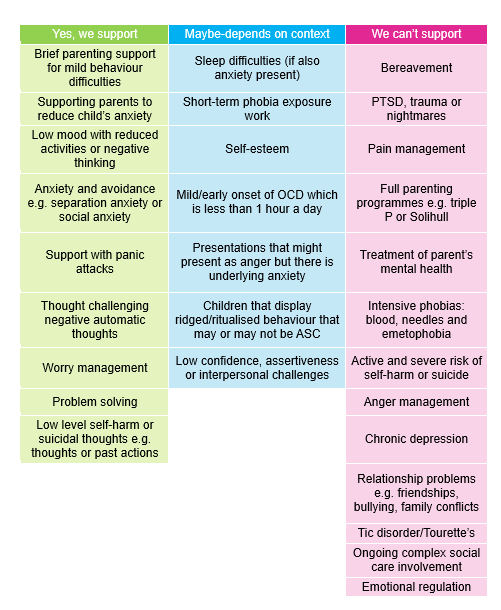 Yes, we support
Maybe-depends on context
We can't support
Brief parenting support
for mild behaviour
difficulties
Sleep difficulties (if also
anxiety present)
Bereavement
Supporting parents to
reduce child's anxiety
Short-term phobia exposure
work
PTSD, trauma or
nightmares
Low mood with reduced
activities or negative
thinking
Self-esteem
Pain management
Anxiety and avoidance
e.g. separation anxiety or
social anxiety
Mild/early onset of OCD which
is less than 1 hour a day
Full parenting
programmes e.g. triple
P or Solihull
Support with panic
attacks
Presentations that might
present as anger but there is
underlying anxiety
Treatment of parent's
mental health
Thought challenging
negative automatic
thoughts
Children that display
ridged/ritualised behaviour that
may or may not be ASC
Intensive phobias:
blood, needles and
emetophobia
Worry management
Low confidence, assertiveness
or interpersonal challenges
Active and severe risk of
self-harm or suicide
Problem solving
Anger management
Low level self-harm or
suicidal thoughts e.g.
thoughts or past actions
Chronic depression
Relationship problems
e.g. friendships,
bullying, family conflicts
Tic disorder/Tourette's
Ongoing complex social
care involvement
Emotional regulation